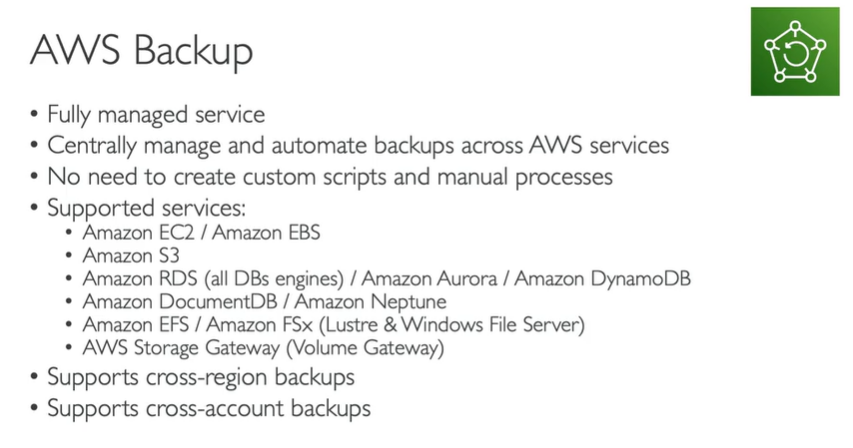 AWS Backup
• Fully managed service
• Centrally manage and automate backups across AWS services
• No need to create custom scripts and manual processes
• Supported services:
• Amazon EC2 / Amazon EBS
• Amazon S3
• Amazon RDS (all DBs engines) / Amazon Aurora / Amazon DynamoDB
• Amazon DocumentDB / Amazon Neptune
• Amazon EFS / Amazon FSx (Lustre & Windows File Server)
• AWS Storage Gateway (Volume Gateway)
• Supports cross-region backups
• Supports cross-account backups